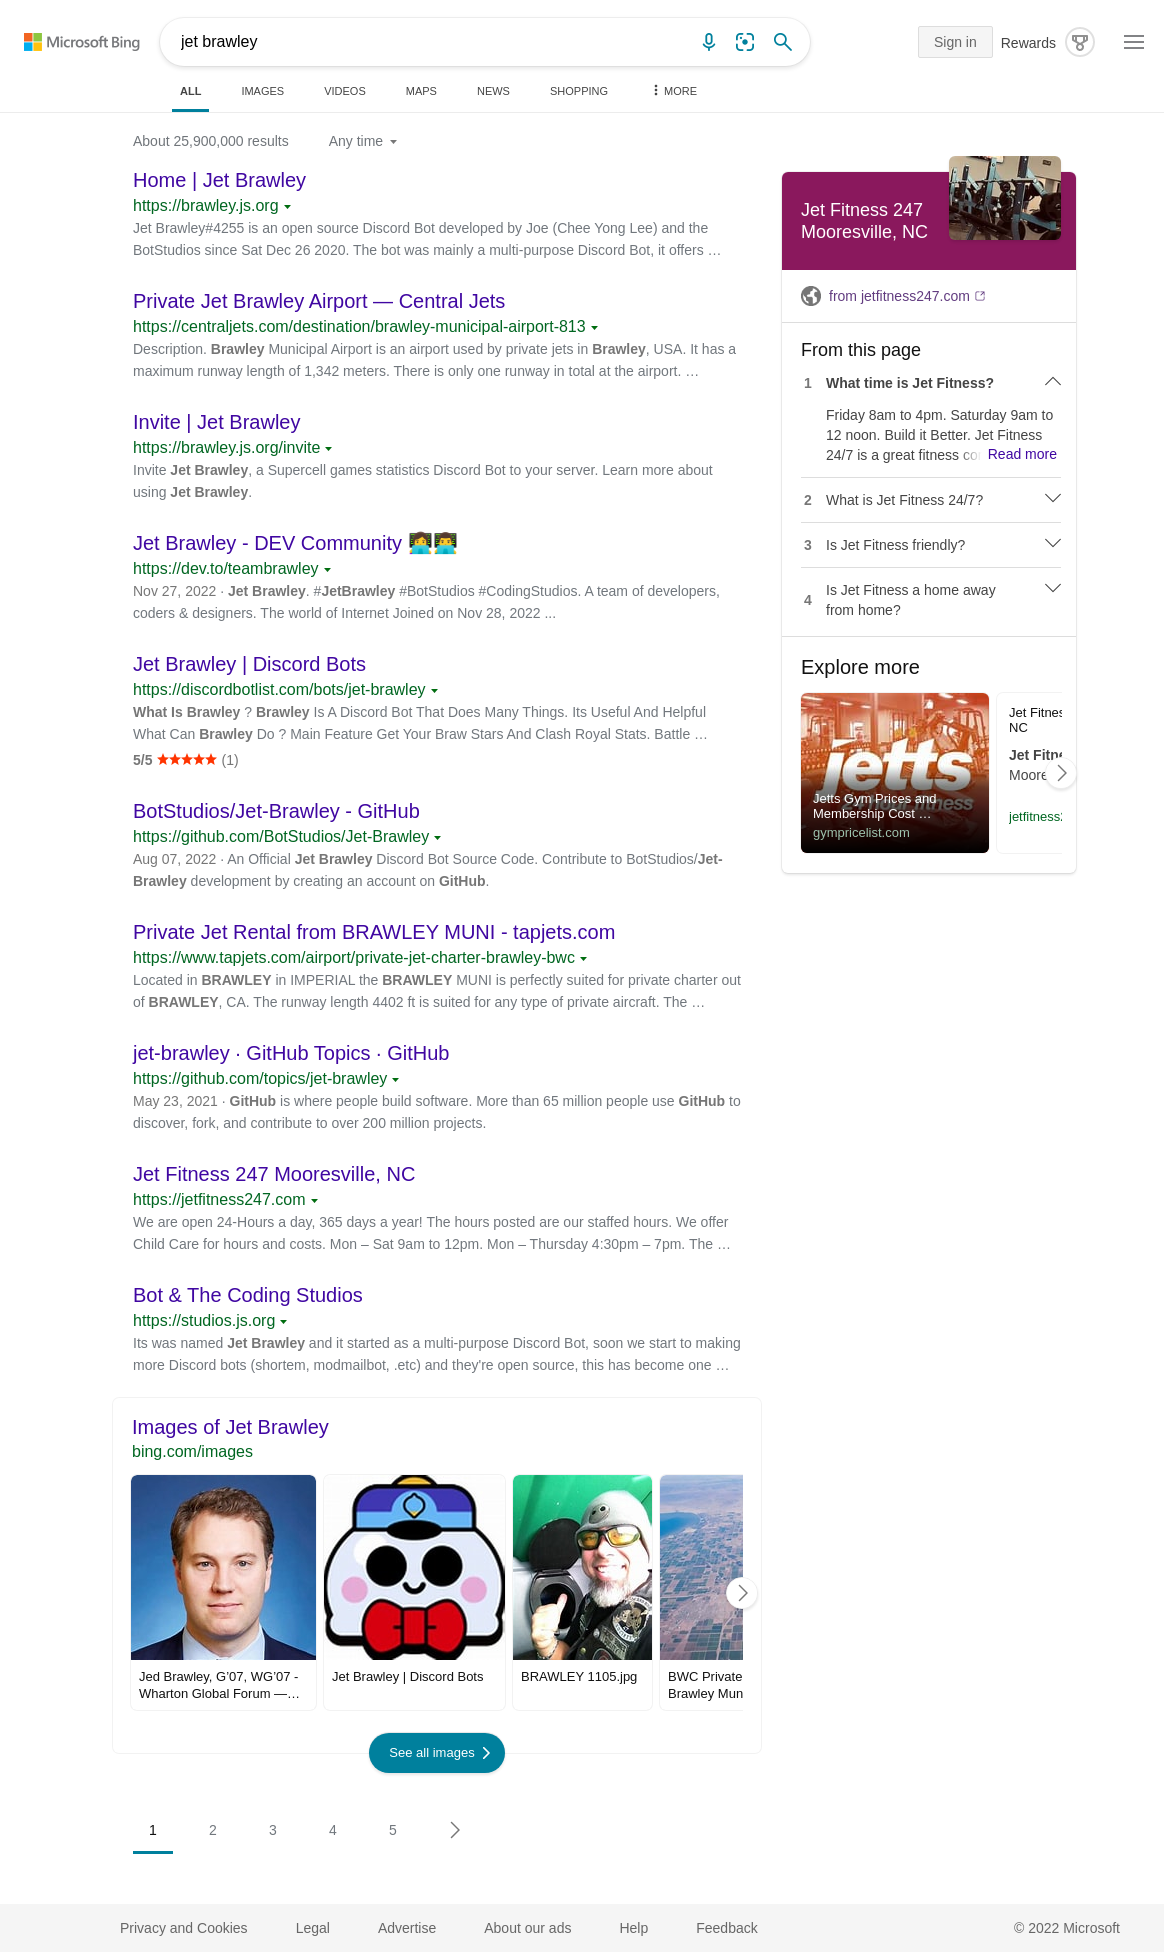 Microsoft Bing
jet brawley
Sign in
Rewards
ALL
IMAGES
VIDEOS
MAPS
NEWS
SHOPPING
MORE
About 25,900,000 results
Any time
Home | Jet Brawley
https://brawley.js.org
Jet Brawley#4255 is an open source Discord Bot developed by Joe (Chee Yong Lee) and the
BotStudios since Sat Dec 26 2020. The bot was mainly a multi-purpose Discord Bot, it offers …
Private Jet Brawley Airport — Central Jets
https://centraljets.com/destination/brawley-municipal-airport-813
Description. Brawley Municipal Airport is an airport used by private jets in Brawley, USA. It has a
maximum runway length of 1,342 meters. There is only one runway in total at the airport. …
Invite | Jet Brawley
https://brawley.js.org/invite
Invite Jet Brawley, a Supercell games statistics Discord Bot to your server. Learn more about
using Jet Brawley.
Jet Brawley - DEV Community 👩‍💻👨‍💻
https://dev.to/teambrawley
Nov 27, 2022 · Jet Brawley. #JetBrawley #BotStudios #CodingStudios. A team of developers,
coders & designers. The world of Internet Joined on Nov 28, 2022 ...
Jet Brawley | Discord Bots
https://discordbotlist.com/bots/jet-brawley
What Is Brawley ? Brawley Is A Discord Bot That Does Many Things. Its Useful And Helpful
What Can Brawley Do ? Main Feature Get Your Braw Stars And Clash Royal Stats. Battle …
5/5 ★★★★★ (1)
BotStudios/Jet-Brawley - GitHub
https://github.com/BotStudios/Jet-Brawley
Aug 07, 2022 · An Official Jet Brawley Discord Bot Source Code. Contribute to BotStudios/Jet-
Brawley development by creating an account on GitHub.
Private Jet Rental from BRAWLEY MUNI - tapjets.com
https://www.tapjets.com/airport/private-jet-charter-brawley-bwc
Located in BRAWLEY in IMPERIAL the BRAWLEY MUNI is perfectly suited for private charter out
of BRAWLEY, CA. The runway length 4402 ft is suited for any type of private aircraft. The …
jet-brawley · GitHub Topics · GitHub
https://github.com/topics/jet-brawley
May 23, 2021 · GitHub is where people build software. More than 65 million people use GitHub to
discover, fork, and contribute to over 200 million projects.
Jet Fitness 247 Mooresville, NC
https://jetfitness247.com
We are open 24-Hours a day, 365 days a year! The hours posted are our staffed hours. We offer
Child Care for hours and costs. Mon – Sat 9am to 12pm. Mon – Thursday 4:30pm – 7pm. The …
Bot & The Coding Studios
https://studios.js.org
Its was named Jet Brawley and it started as a multi-purpose Discord Bot, soon we start to making
more Discord bots (shortem, modmailbot, .etc) and they're open source, this has become one …
Images of Jet Brawley
bing.com/images
Jed Brawley, G'07, WG'07 -
Wharton Global Forum —…
Jet Brawley | Discord Bots
BRAWLEY 1105.jpg
BWC Private
Brawley Mun
See all images
1
2
3
4
5
Jet Fitness 247
Mooresville, NC
from jetfitness247.com
From this page
1 What time is Jet Fitness?
Friday 8am to 4pm. Saturday 9am to
12 noon. Build it Better. Jet Fitness
24/7 is a great fitness co Read more
2 What is Jet Fitness 24/7?
3 Is Jet Fitness friendly?
4 Is Jet Fitness a home away
from home?
Explore more
jetts
24 hour fitness
Jetts Gym Prices and
Membership Cost …
gympricelist.com
Jet Fitnes
NC
Jet Fitne
Moore
jetfitness2
Privacy and Cookies
Legal
Advertise
About our ads
Help
Feedback
© 2022 Microsoft